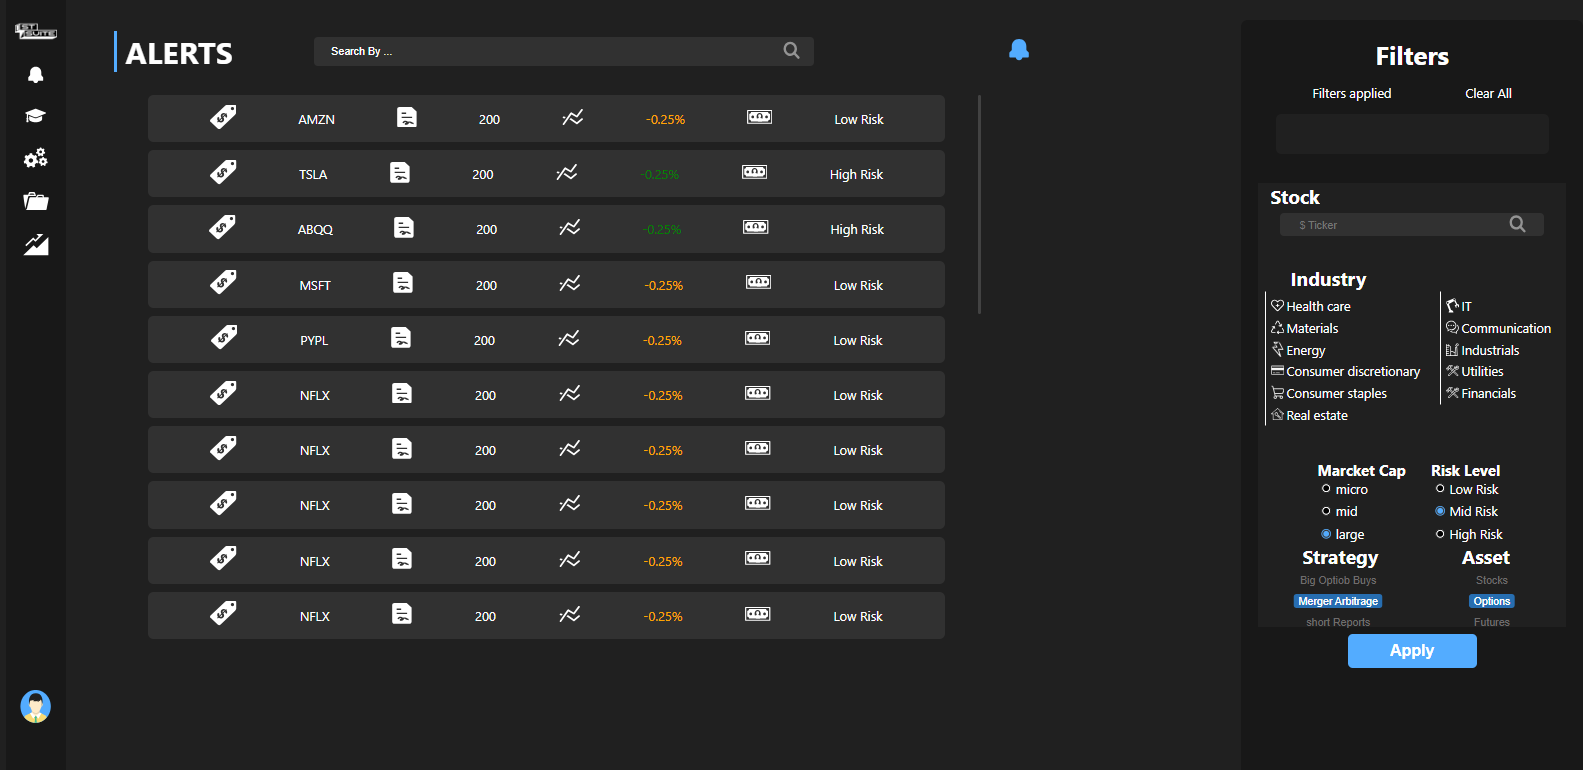 ST
SUITE
ALERTS
Search By ...
AMZN 200 -0.25% Low Risk
TSLA 200 -0.25% High Risk
ABQQ 200 -0.25% High Risk
MSFT 200 -0.25% Low Risk
PYPL 200 -0.25% Low Risk
NFLX 200 -0.25% Low Risk
NFLX 200 -0.25% Low Risk
NFLX 200 -0.25% Low Risk
NFLX 200 -0.25% Low Risk
NFLX 200 -0.25% Low Risk
Filters
Filters applied Clear All
Stock
$ Ticker
Industry
Health care IT
Materials Communication
Energy Industrials
Consumer discretionary Utilities
Consumer staples Financials
Real estate
Marcket Cap Risk Level
micro Low Risk
mid Mid Risk
large High Risk
Strategy Asset
Big Optiob Buys Stocks
Merger Arbitrage Options
short Reports Futures
Apply